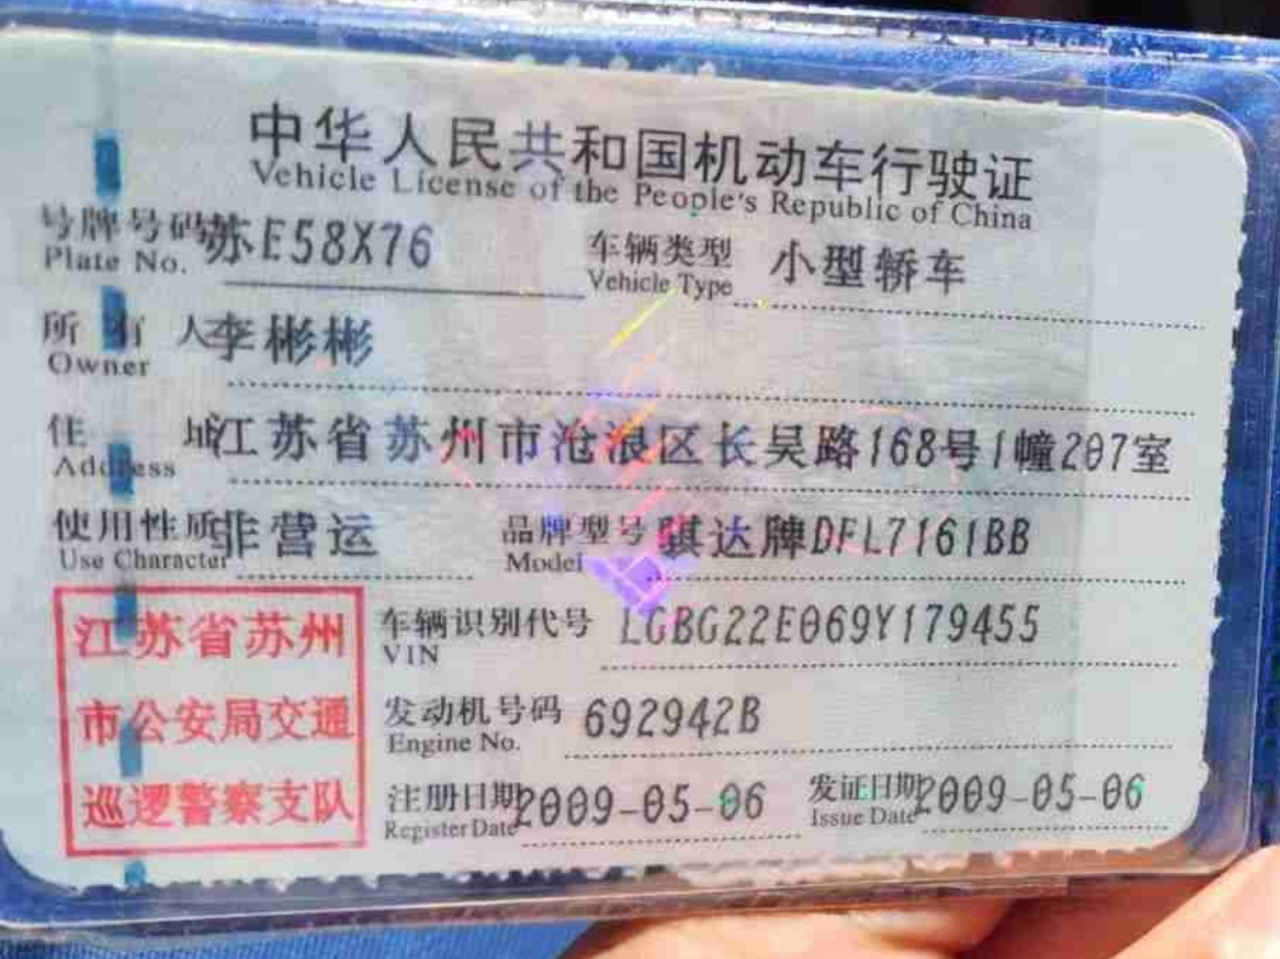 中华人民共和国机动车行驶证
Vehicle License of the People's Republic of China
号牌号码 苏E58X76 车辆类型 小型轿车
Plate No. Vehicle Type
所有人 李彬彬
Owner
住址 江苏省苏州市沧浪区长吴路168号1幢207室
Address
使用性质 非营运 品牌型号 骐达牌DFL7161BB
Use Character Model
江苏省苏州
市公安局交通
巡逻警察支队
车辆识别代号 LGBG22E069Y179455
VIN
发动机号码 692942B
Engine No.
注册日期 2009-05-06 发证日期 2009-05-06
Register Date Issue Date